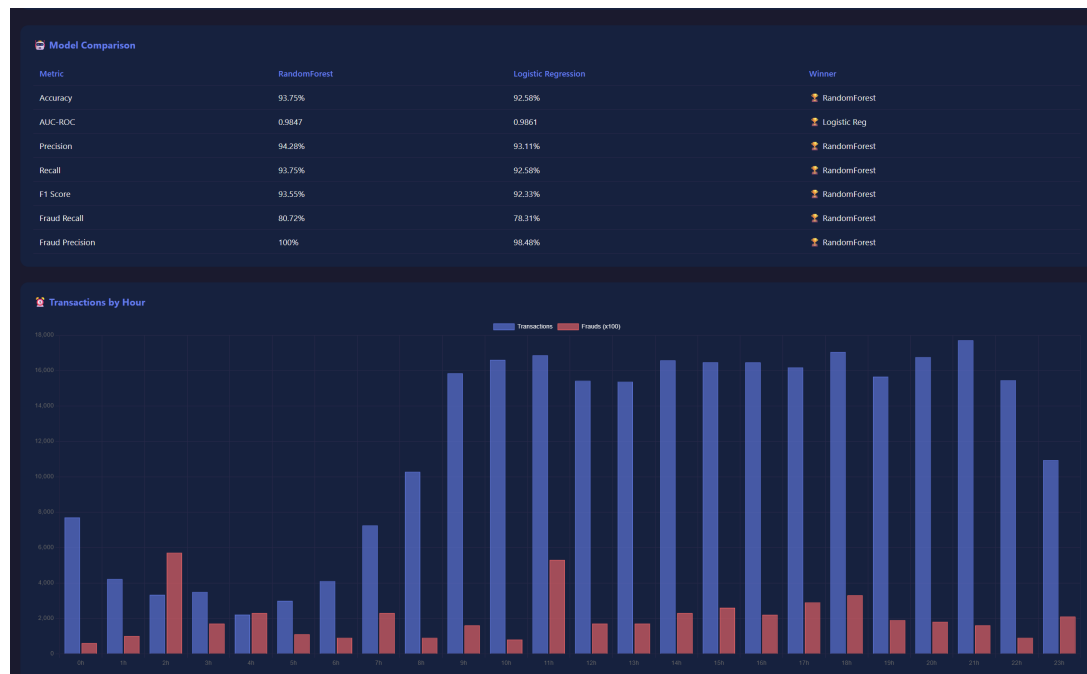 Model Comparison
Metric RandomForest Logistic Regression Winner
Accuracy 93.75% 92.58% RandomForest
AUC-ROC 0.9847 0.9861 Logistic Reg
Precision 94.28% 93.11% RandomForest
Recall 93.75% 92.58% RandomForest
F1 Score 93.55% 92.33% RandomForest
Fraud Recall 80.72% 78.31% RandomForest
Fraud Precision 100% 98.48% RandomForest
Transactions by Hour
Transactions Frauds (x100)
18,000
16,000
14,000
12,000
10,000
8,000
6,000
4,000
2,000
0
0h 1h 2h 3h 4h 5h 6h 7h 8h 9h 10h 11h 12h 13h 14h 15h 16h 17h 18h 19h 20h 21h 22h 23h